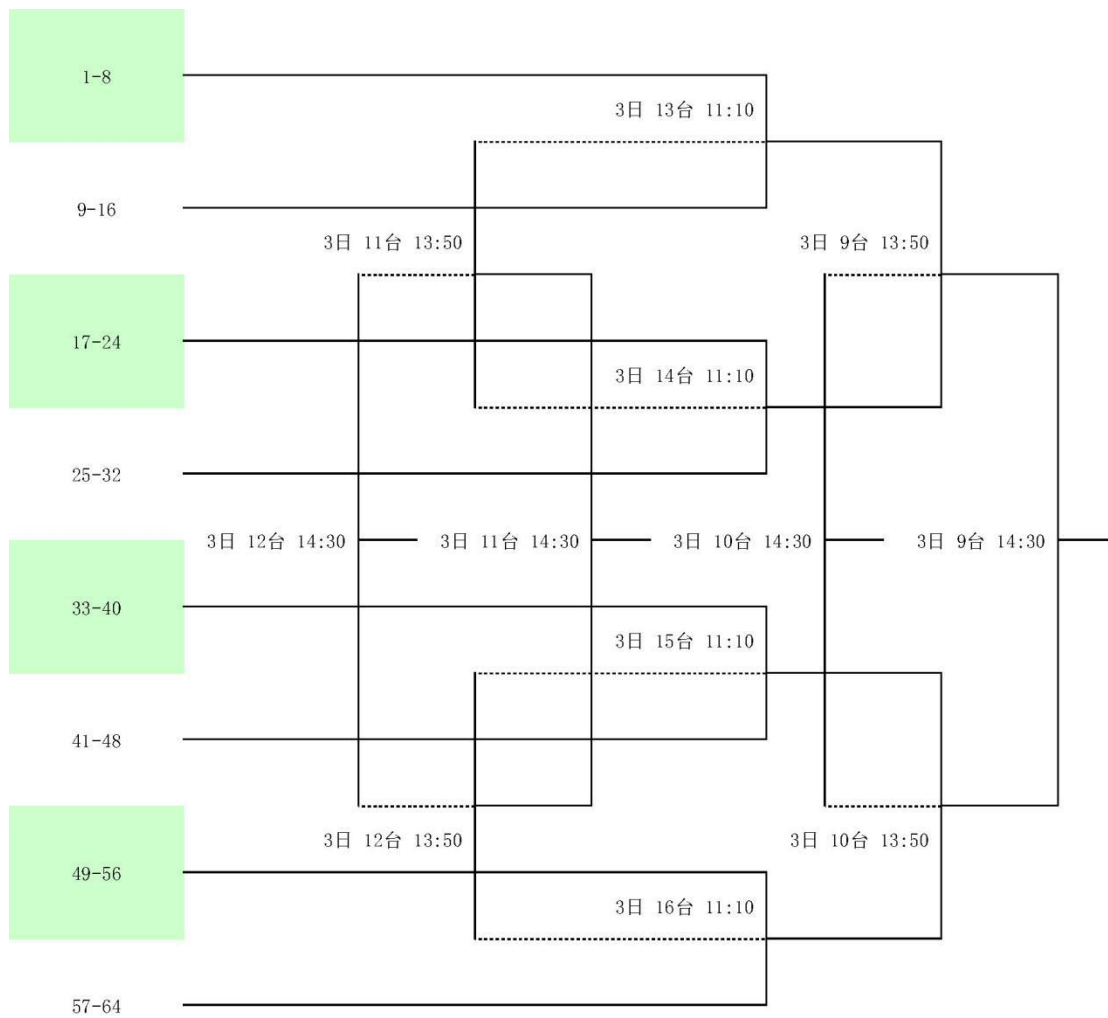 1-8
3日 13台 11:10
9-16
3日 11台 13:50
3日 9台 13:50
17-24
3日 14台 11:10
25-32
3日 12台 14:30
3日 11台 14:30
3日 10台 14:30
3日 9台 14:30
33-40
3日 15台 11:10
41-48
3日 12台 13:50
3日 10台 13:50
49-56
3日 16台 11:10
57-64